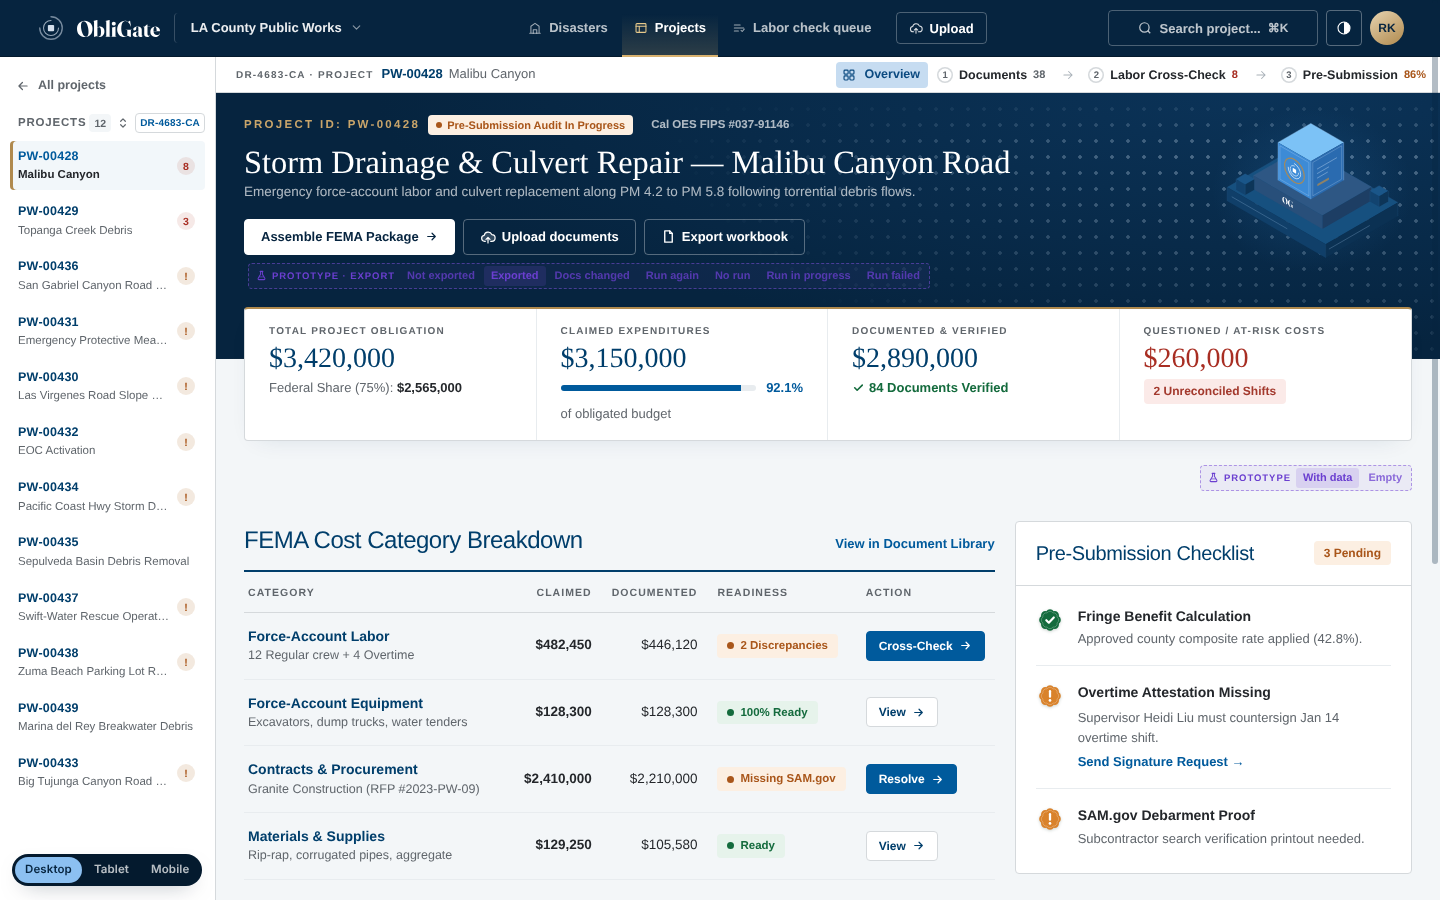 ObliGate
LA County Public Works
Disasters
Projects
Labor check queue
Upload
Search project... ⌘K
RK
All projects
PROJECTS 12 DR-4683-CA
PW-00428
Malibu Canyon
8
PW-00429
Topanga Creek Debris
3
PW-00436
San Gabriel Canyon Road ...
!
PW-00431
Emergency Protective Mea...
!
PW-00430
Las Virgenes Road Slope ...
!
PW-00432
EOC Activation
!
PW-00434
Pacific Coast Hwy Storm D...
!
PW-00435
Sepulveda Basin Debris Removal
PW-00437
Swift-Water Rescue Operat...
!
PW-00438
Zuma Beach Parking Lot R...
!
PW-00439
Marina del Rey Breakwater Debris
PW-00433
Big Tujunga Canyon Road ...
!
Desktop Tablet Mobile
DR-4683-CA · PROJECT PW-00428 Malibu Canyon
Overview
1 Documents 38 →
2 Labor Cross-Check 8 →
3 Pre-Submission 86%
PROJECT ID: PW-00428
Pre-Submission Audit In Progress
Cal OES FIPS #037-91146
Storm Drainage & Culvert Repair — Malibu Canyon Road
Emergency force-account labor and culvert replacement along PM 4.2 to PM 5.8 following torrential debris flows.
Assemble FEMA Package →
Upload documents
Export workbook
PROTOTYPE · EXPORT Not exported Exported Docs changed Run again No run Run in progress Run failed
OG
TOTAL PROJECT OBLIGATION
$3,420,000
Federal Share (75%): $2,565,000
CLAIMED EXPENDITURES
$3,150,000
92.1%
of obligated budget
DOCUMENTED & VERIFIED
$2,890,000
84 Documents Verified
QUESTIONED / AT-RISK COSTS
$260,000
2 Unreconciled Shifts
PROTOTYPE With data Empty
FEMA Cost Category Breakdown
View in Document Library
CATEGORY CLAIMED DOCUMENTED READINESS ACTION
Force-Account Labor
12 Regular crew + 4 Overtime
$482,450 $446,120 2 Discrepancies Cross-Check →
Force-Account Equipment
Excavators, dump trucks, water tenders
$128,300 $128,300 100% Ready View →
Contracts & Procurement
Granite Construction (RFP #2023-PW-09)
$2,410,000 $2,210,000 Missing SAM.gov Resolve →
Materials & Supplies
Rip-rap, corrugated pipes, aggregate
$129,250 $105,580 Ready View →
Pre-Submission Checklist
3 Pending
Fringe Benefit Calculation
Approved county composite rate applied (42.8%).
Overtime Attestation Missing
Supervisor Heidi Liu must countersign Jan 14
overtime shift.
Send Signature Request →
SAM.gov Debarment Proof
Subcontractor search verification printout needed.